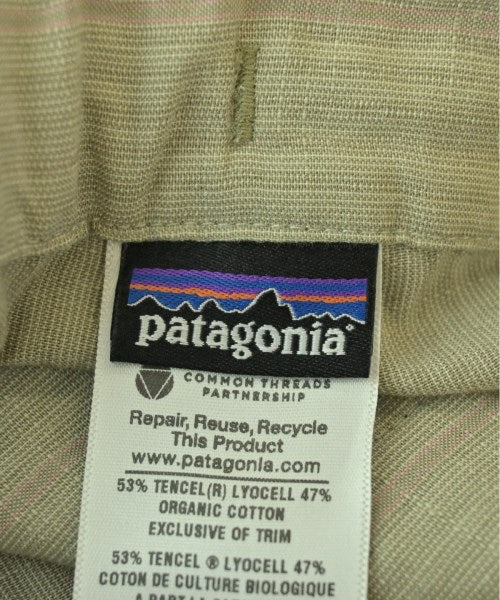 patagonia®
COMMON THREADS
PARTNERSHIP
Repair, Reuse, Recycle
This Product
www.patagonia.com
53% TENCEL(R) LYOCELL 47%
ORGANIC COTTON
EXCLUSIVE OF TRIM
53% TENCEL ® LYOCELL 47%
COTON DE CULTURE BIOLOGIQUE